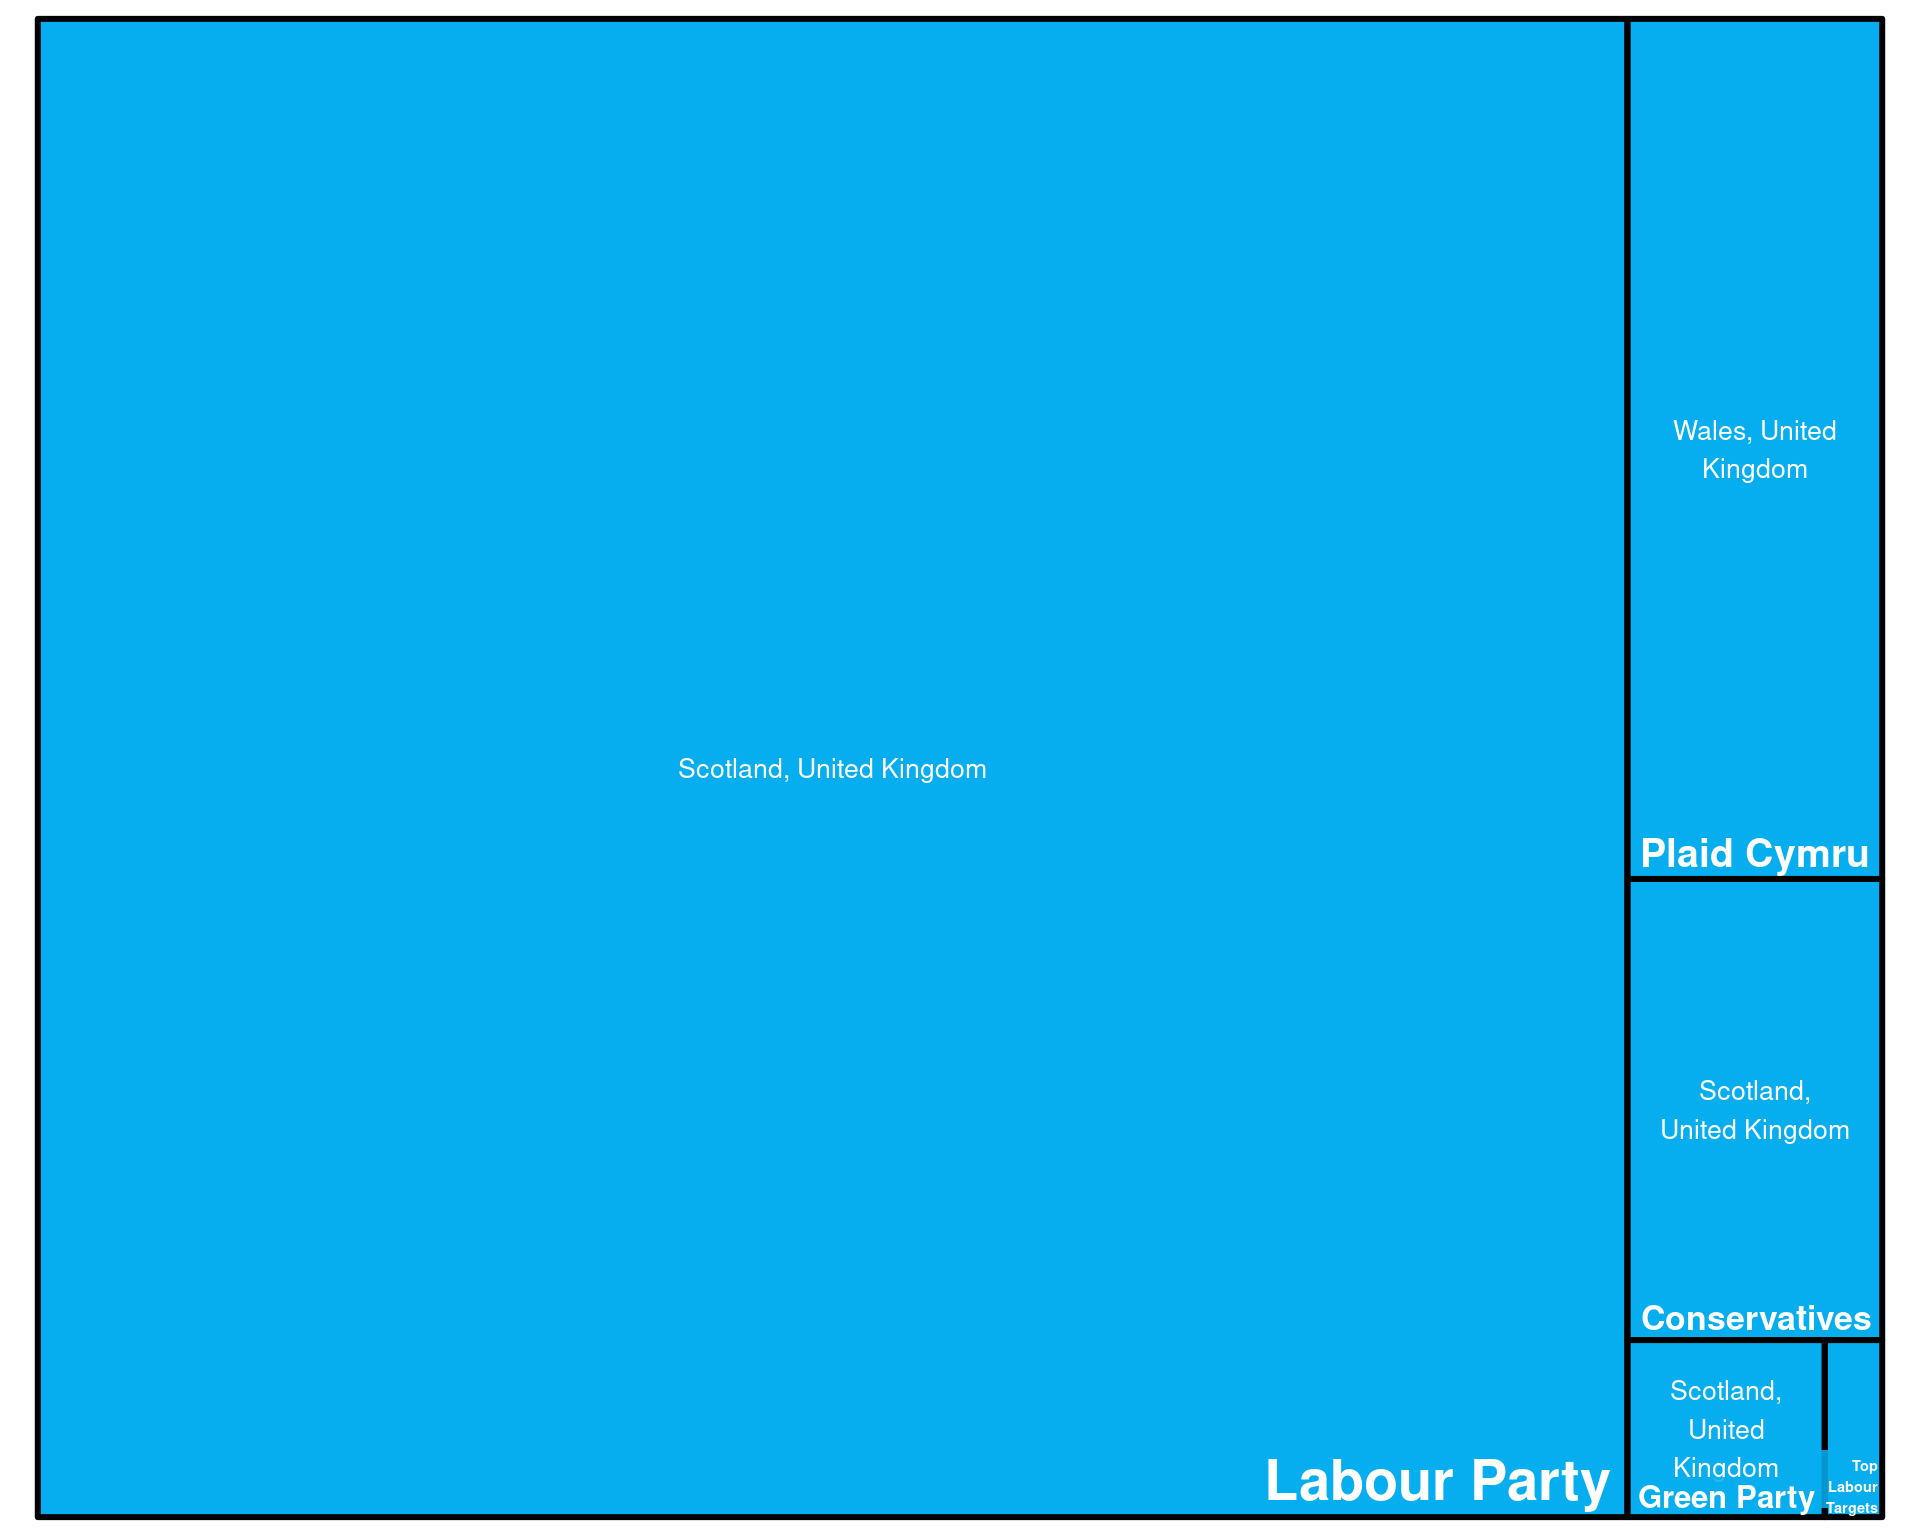 Scotland, United Kingdom
Labour Party
Wales, United
Kingdom
Plaid Cymru
Scotland,
United Kingdom
Conservatives
Scotland,
United
Kingdom
Green Party
Top
Labour
Targets